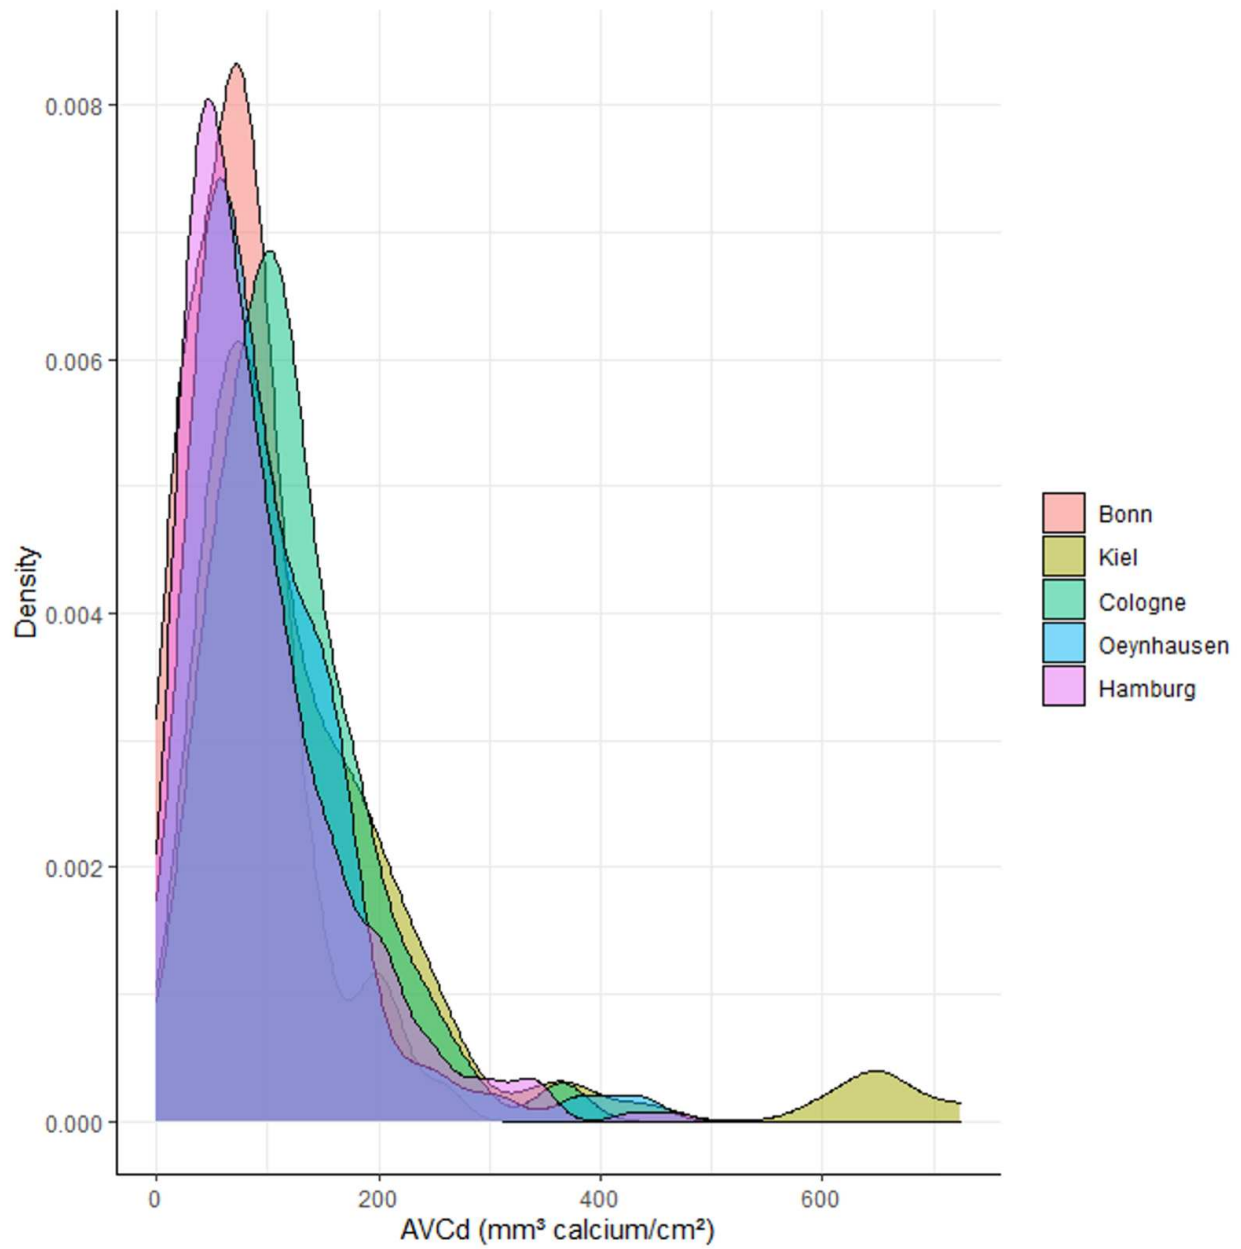 Density
0.008
0.006
0.004
0.002
0.000
0 200 400 600
AVCd (mm³ calcium/cm²)
Bonn
Kiel
Cologne
Oeynhausen
Hamburg